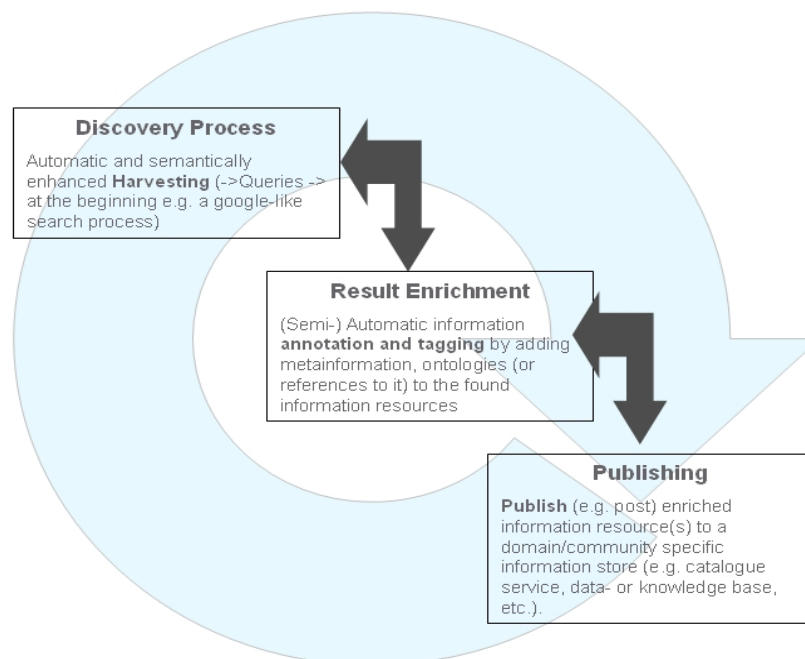 Discovery Process
Automatic and semantically
enhanced Harvesting (->Queries ->
at the beginning e.g. a google-like
search process)
Result Enrichment
(Semi-) Automatic information
annotation and tagging by adding
metainformation, ontologies (or
references to it) to the found
information resources
Publishing
Publish (e.g. post) enriched
information resource(s) to a
domain/community specific
information store (e.g. catalogue
service, data- or knowledge base,
etc.).